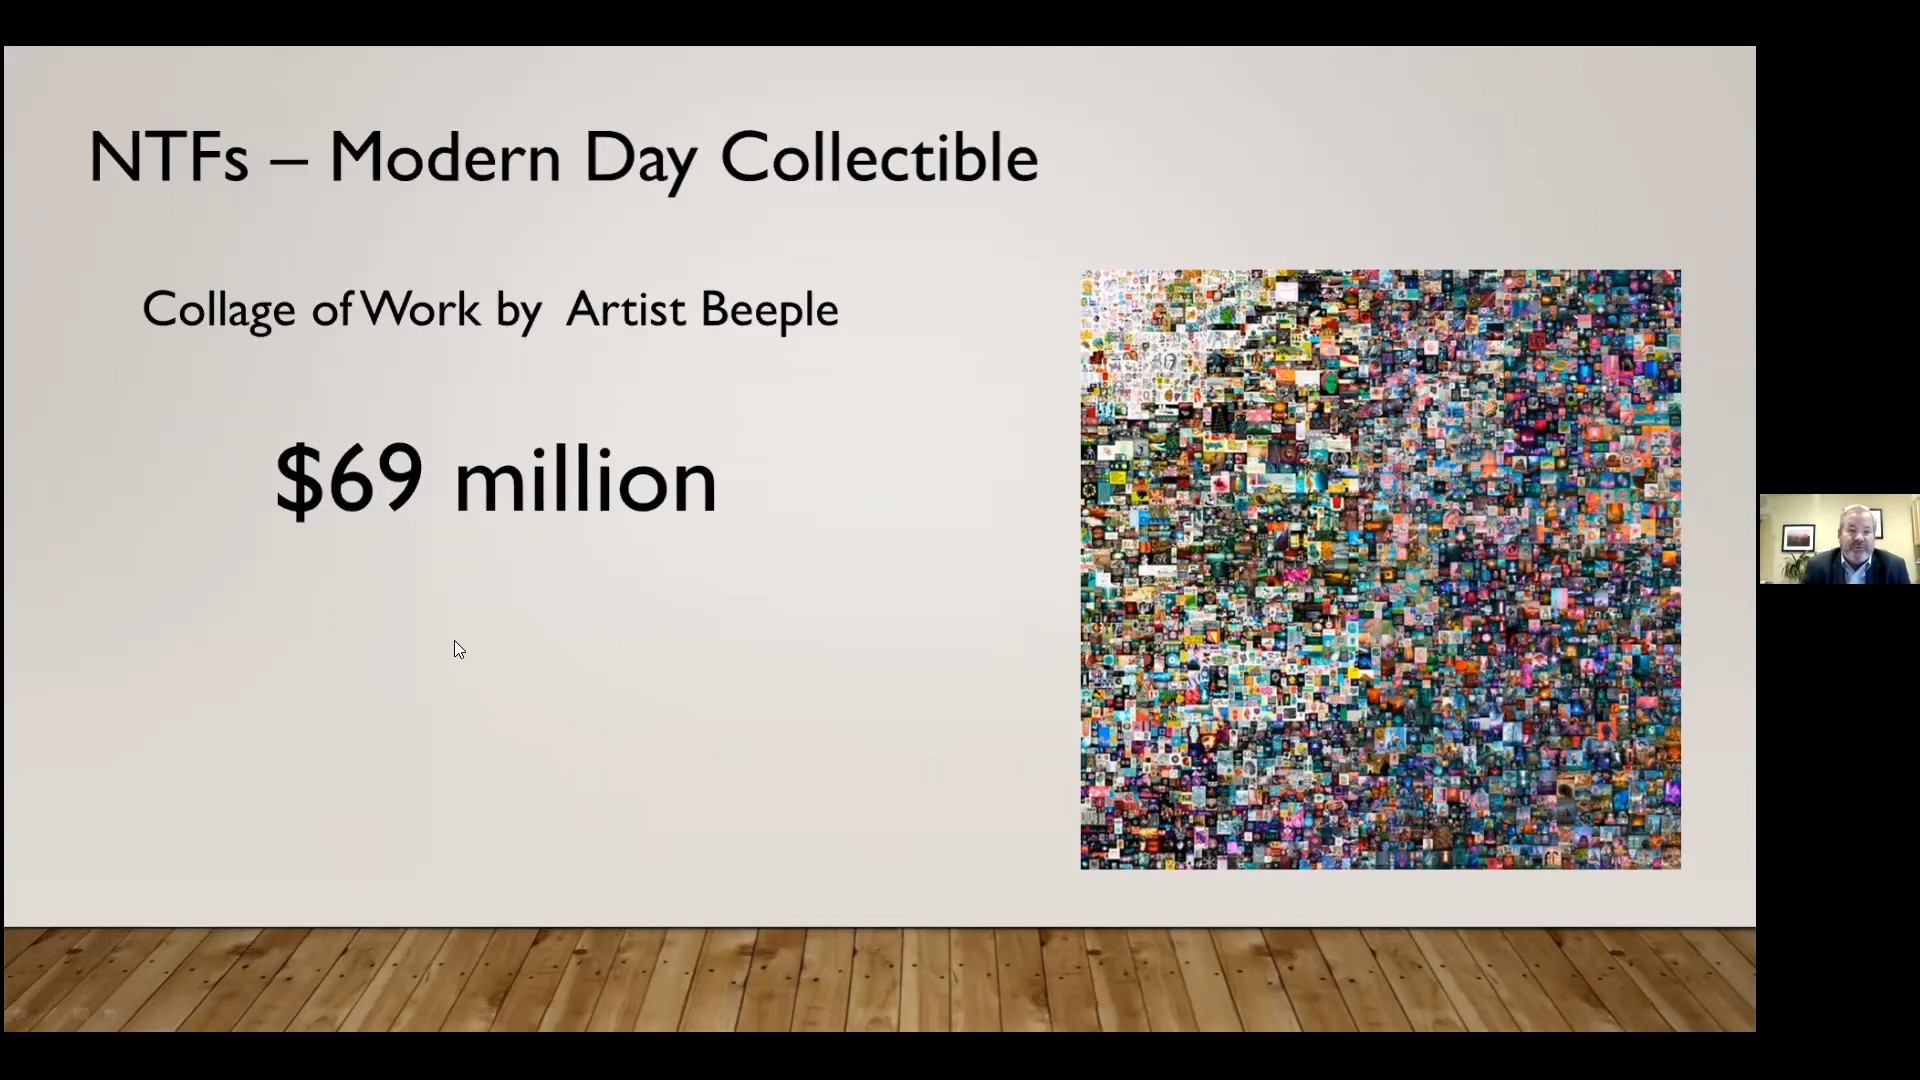 NTFs – Modern Day Collectible
Collage of Work by Artist Beeple
$69 million